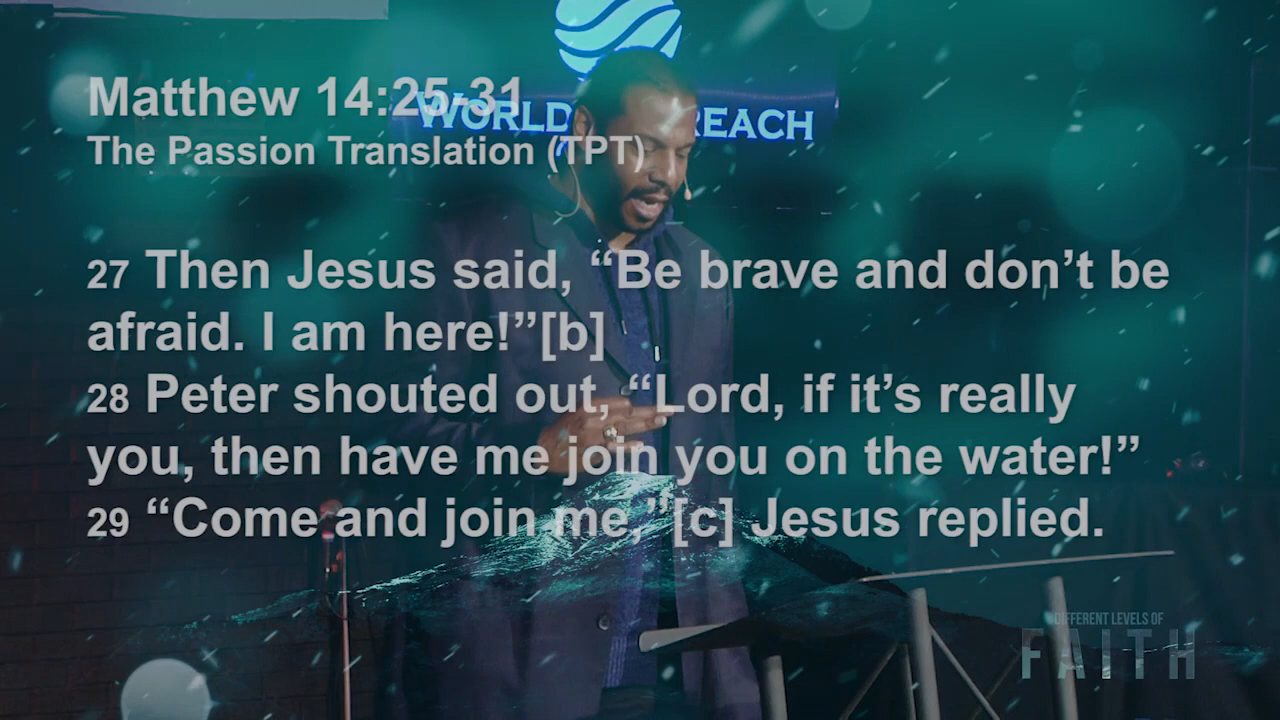 Matthew 14:25-31
The Passion Translation (TPT)
WORLD REACH
27 Then Jesus said, “Be brave and don’t be
afraid. I am here!”[b]
28 Peter shouted out, “Lord, if it’s really
you, then have me join you on the water!”
29 “Come and join me,”[c] Jesus replied.
DIFFERENT LEVELS OF
FAITH